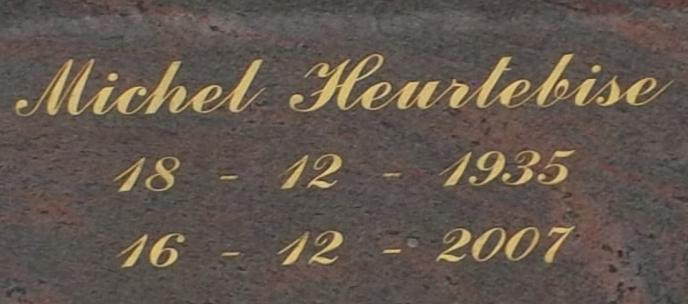 Michel Heurtebise
18 - 12 - 1935
16 - 12 - 2007